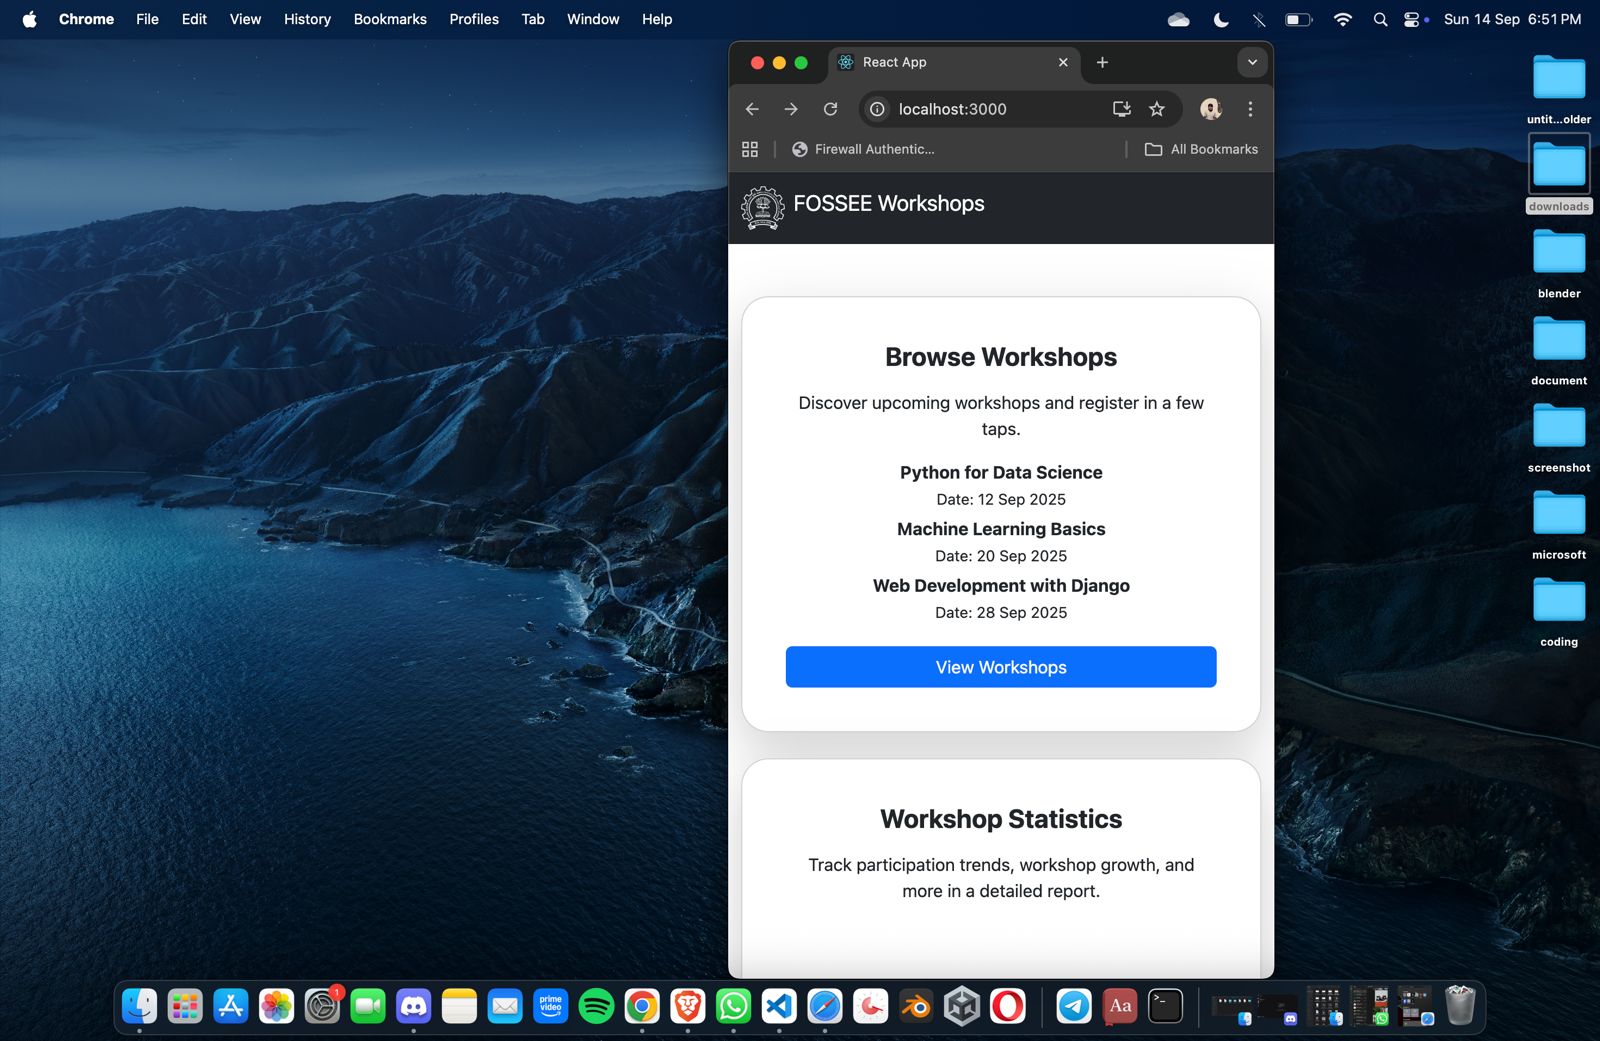 Chrome File Edit View History Bookmarks Profiles Tab Window Help
Sun 14 Sep 6:51 PM
React App
localhost:3000
Firewall Authentic...
All Bookmarks
FOSSEE Workshops
Browse Workshops
Discover upcoming workshops and register in a few
taps.
Python for Data Science
Date: 12 Sep 2025
Machine Learning Basics
Date: 20 Sep 2025
Web Development with Django
Date: 28 Sep 2025
View Workshops
Workshop Statistics
Track participation trends, workshop growth, and
more in a detailed report.
untit...older
downloads
blender
document
screenshot
microsoft
coding
1
prime
video
Aa
>_